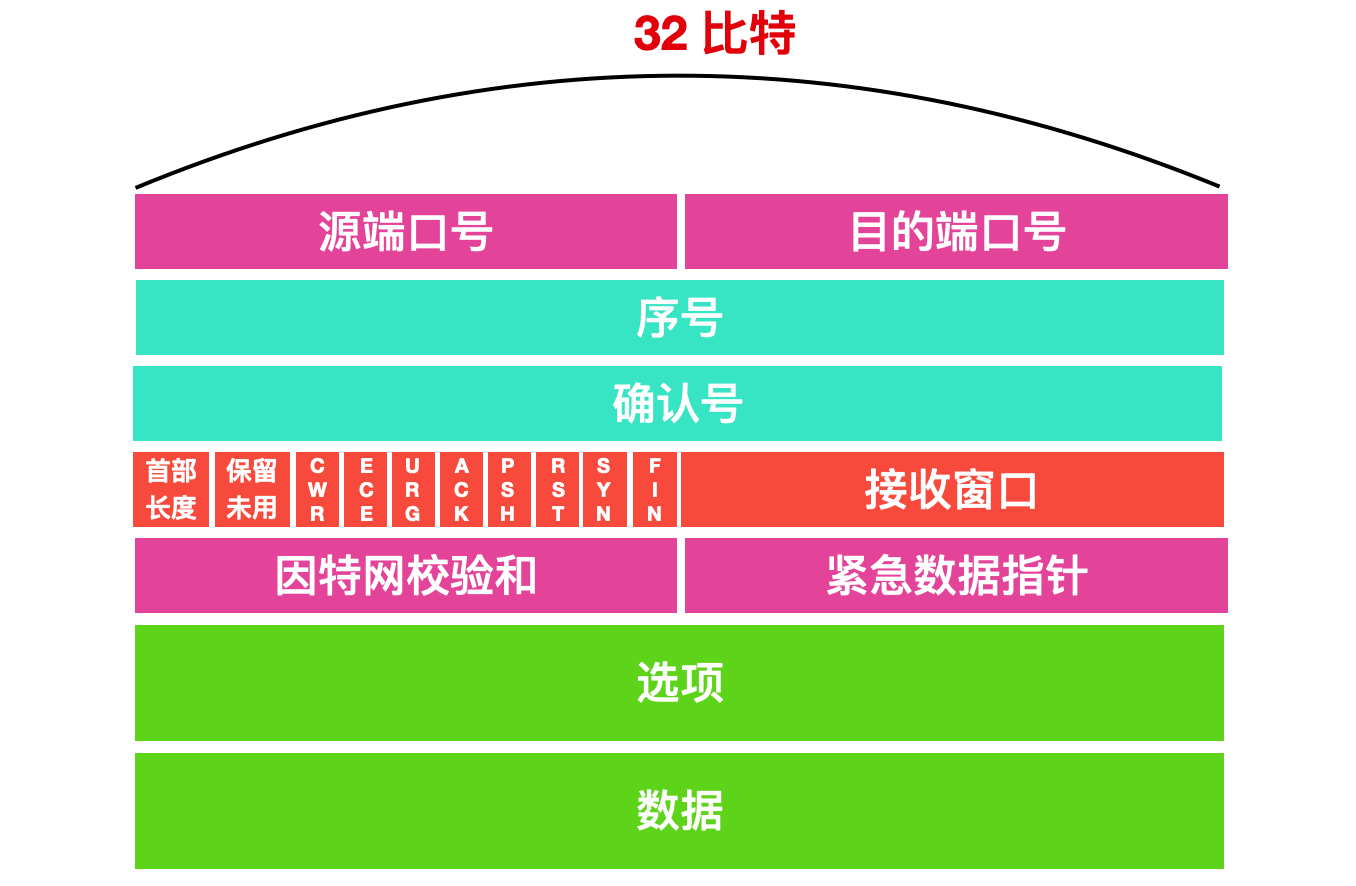 32 比特
源端口号
目的端口号
序号
确认号
首部
长度
保留
未用
CWR
ECE
URG
ACK
PSH
RST
SYN
FIN
接收窗口
因特网校验和
紧急数据指针
选项
数据